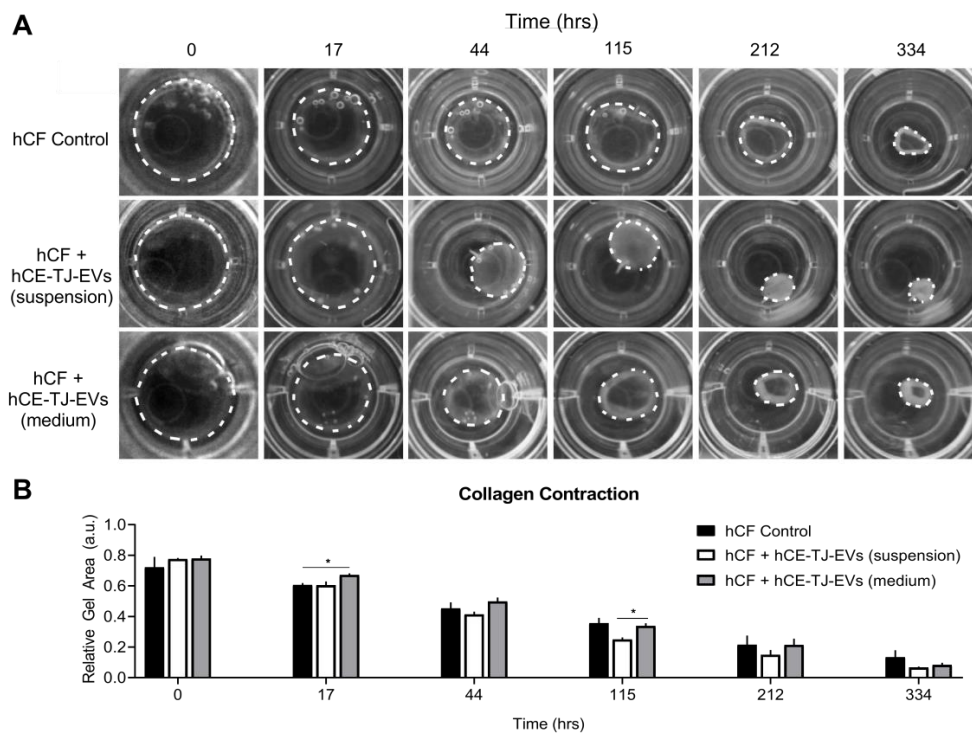 A
Time (hrs)
0 17 44 115 212 334
hCF Control
hCF +
hCE-TJ-EVs
(suspension)
hCF +
hCE-TJ-EVs
(medium)
B
Collagen Contraction
Relative Gel Area (a.u.)
1.0
0.8
0.6
0.4
0.2
0.0
* *
hCF Control
hCF + hCE-TJ-EVs (suspension)
hCF + hCE-TJ-EVs (medium)
0 17 44 115 212 334
Time (hrs)